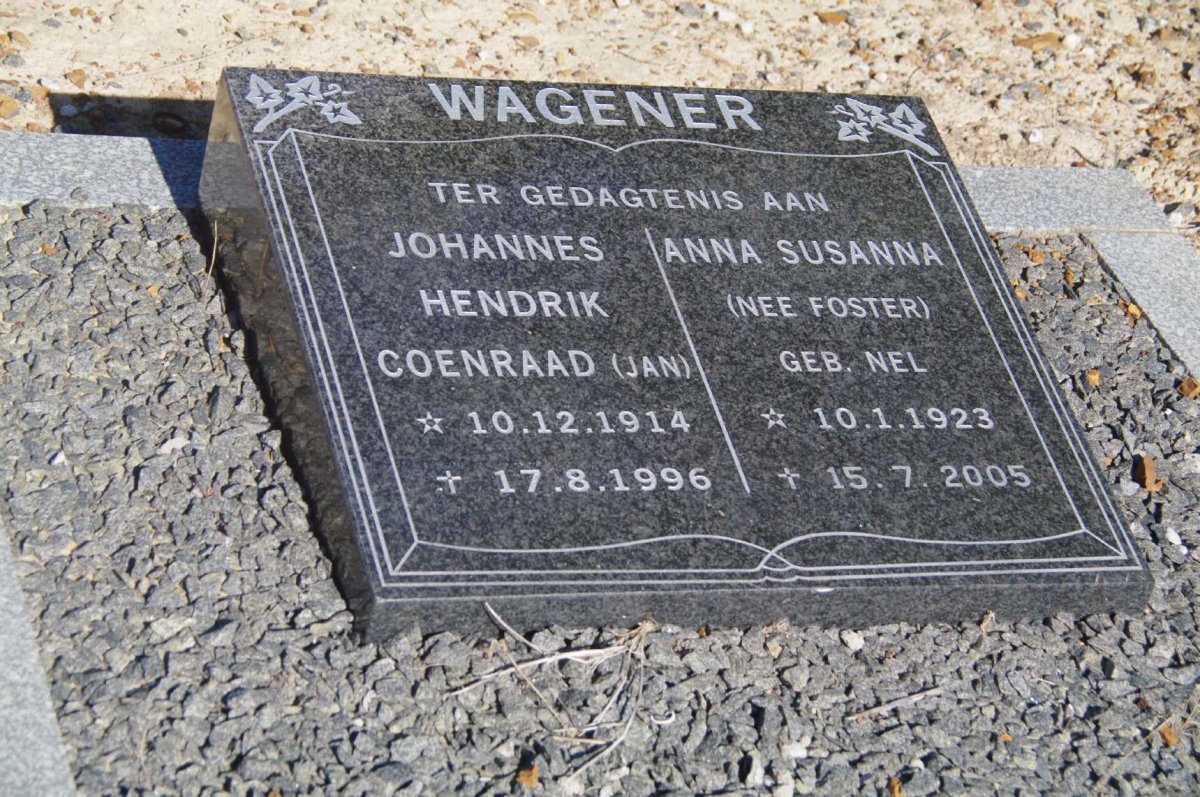 WAGENER
TER GEDAGTENIS AAN
JOHANNES
HENDRIK
COENRAAD (JAN)
☆ 10.12.1914
✝ 17.8.1996
ANNA SUSANNA
(NEE FOSTER)
GEB. NEL
☆ 10.1.1923
✝ 15.7.2005